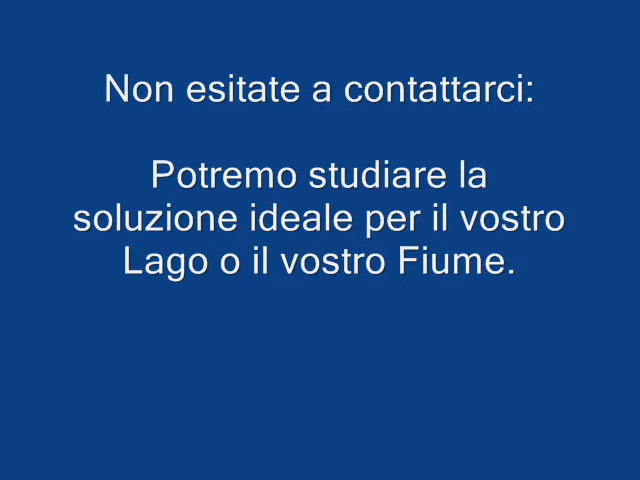 Non esitate a contattarci:
Potremo studiare la
soluzione ideale per il vostro
Lago o il vostro Fiume.